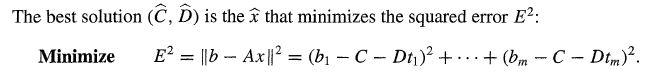 The best solution (Ĉ, D̂) is the x̂ that minimizes the squared error E²:
Minimize E² = ‖b − Ax‖² = (b₁ − C − Dt₁)² + ··· + (bₘ − C − Dtₘ)².